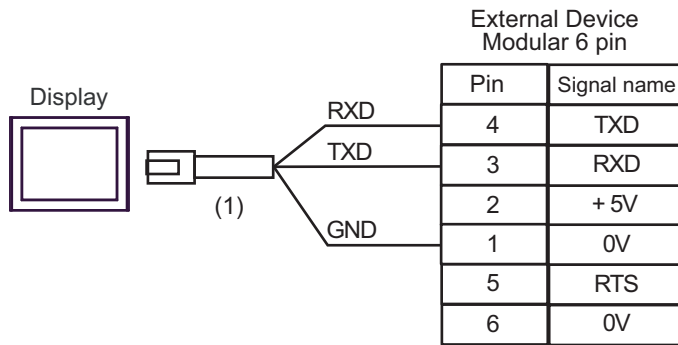 External Device
Modular 6 pin
Display
(1)
RXD
TXD
GND
Pin Signal name
4 TXD
3 RXD
2 + 5V
1 0V
5 RTS
6 0V